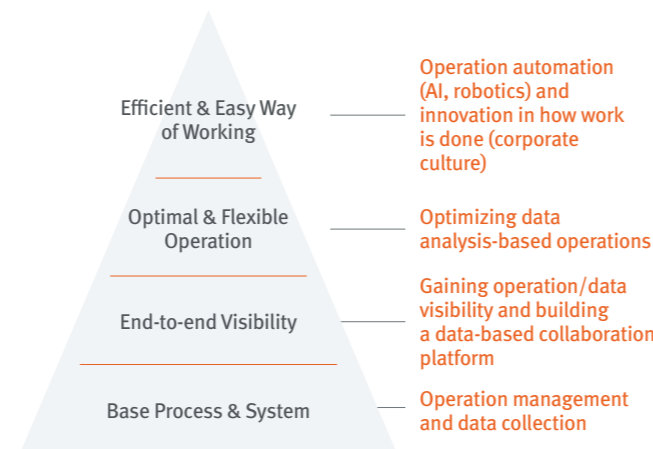 Efficient & Easy Way
of Working
Operation automation
(AI, robotics) and
innovation in how work
is done (corporate
culture)
Optimal & Flexible
Operation
Optimizing data
analysis-based operations
End-to-end Visibility
Gaining operation/data
visibility and building
a data-based collaboration
platform
Base Process & System
Operation management
and data collection